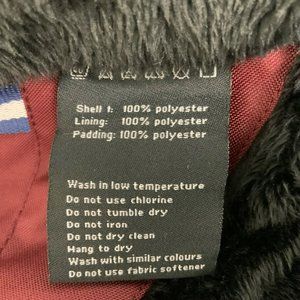 Shell 1: 100% polyester
Lining: 100% polyester
Padding: 100% polyester
Wash in low temperature
Do not use chlorine
Do not tumble dry
Do not iron
Do not dry clean
Hang to dry
Wash with similar colours
Do not use fabric softener